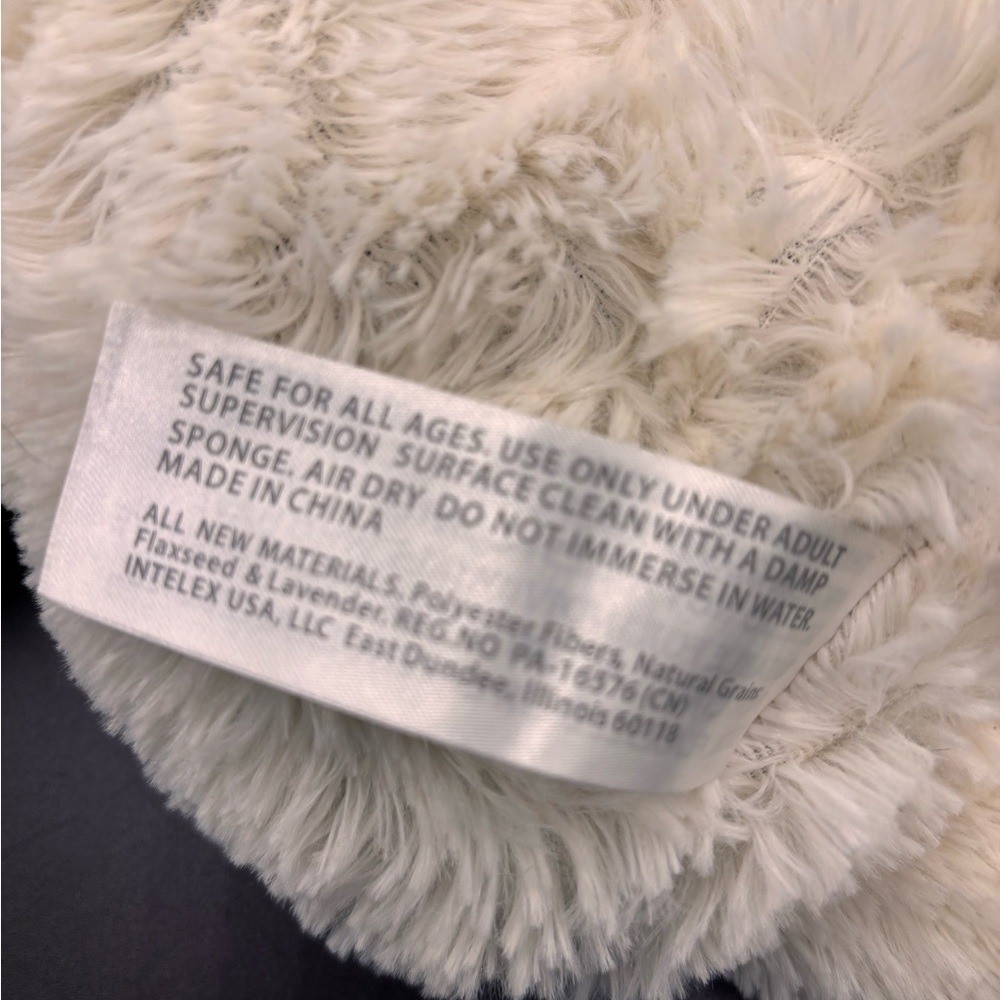 SAFE FOR ALL AGES. USE ONLY UNDER ADULT
SUPERVISION SURFACE CLEAN WITH A DAMP
SPONGE. AIR DRY DO NOT IMMERSE IN WATER.
MADE IN CHINA
ALL NEW MATERIALS. Polyester Fibers, Natural Grains
Flaxseed & Lavender. REG. NO PA-16576 (CN)
INTELEX USA, LLC East Dundee, Illinois 60118